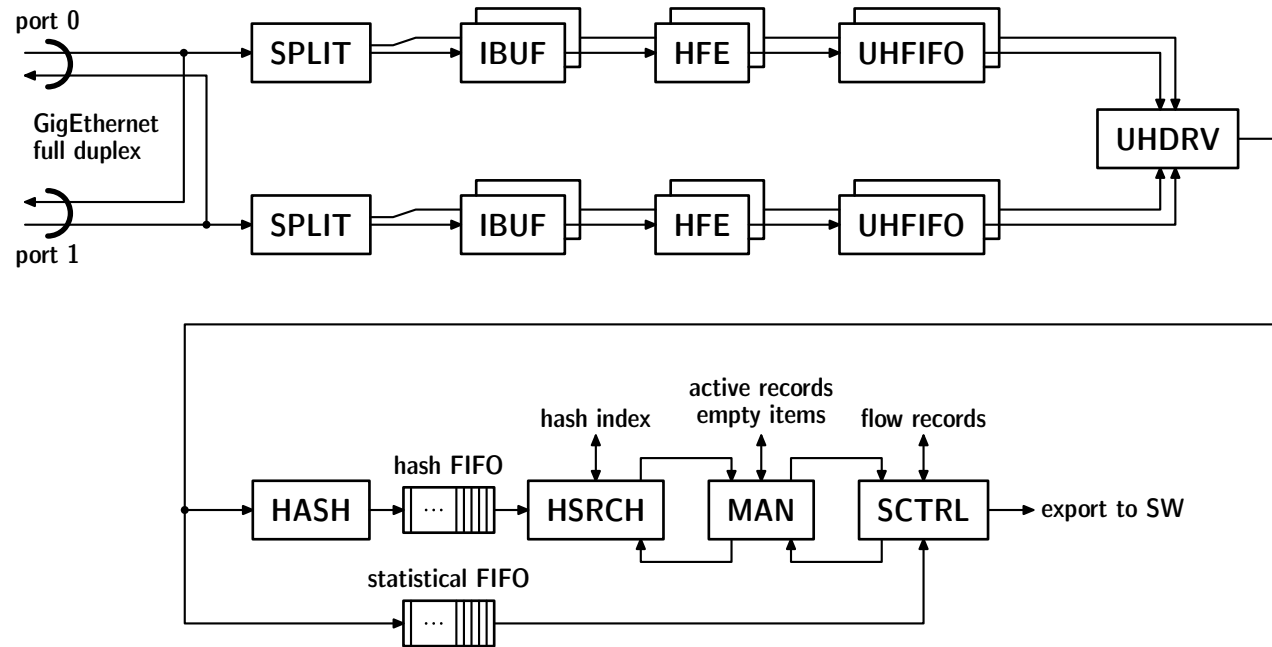 port 0
SPLIT
IBUF
HFE
UHFIFO
GigEthernet
full duplex
UHDRV
SPLIT
IBUF
HFE
UHFIFO
port 1
active records
empty items
hash index
flow records
hash FIFO
HASH
...
HSRCH
MAN
SCTRL
export to SW
statistical FIFO
...